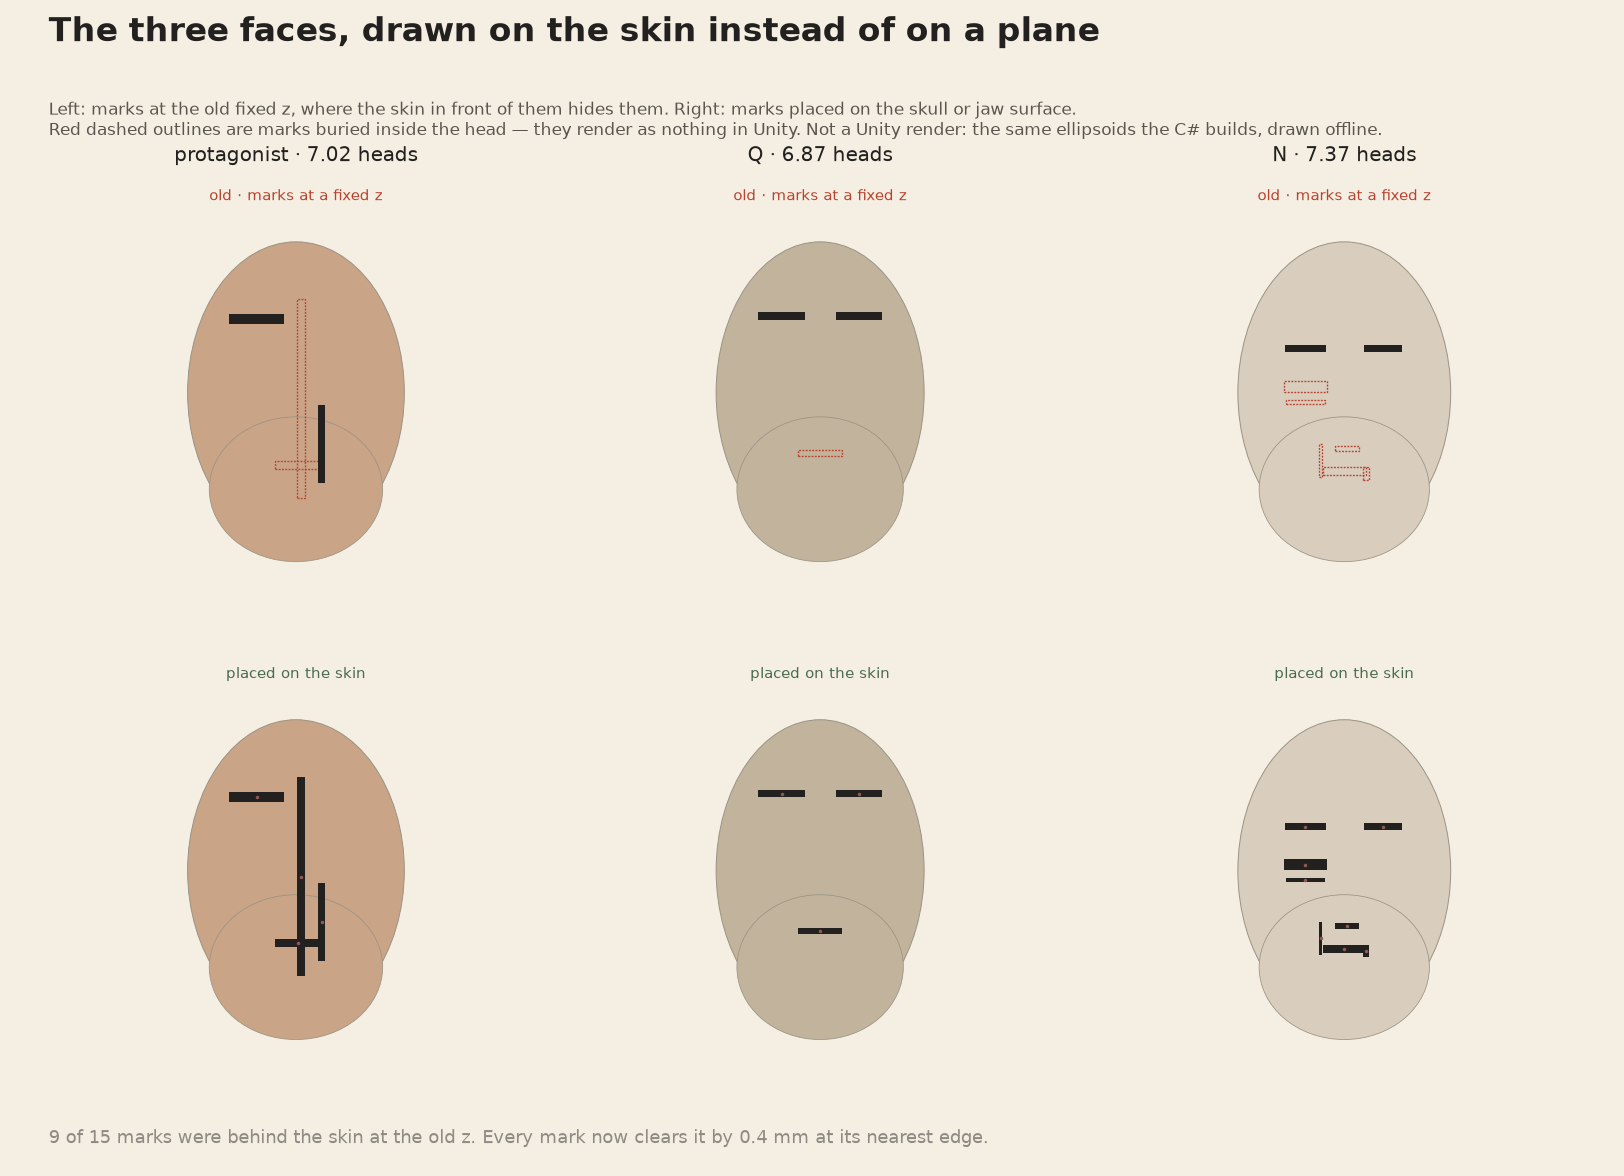 The three faces, drawn on the skin instead of on a plane
Left: marks at the old fixed z, where the skin in front of them hides them. Right: marks placed on the skull or jaw surface.
Red dashed outlines are marks buried inside the head — they render as nothing in Unity. Not a Unity render: the same ellipsoids the C# builds, drawn offline.
protagonist · 7.02 heads
Q · 6.87 heads
N · 7.37 heads
old · marks at a fixed z
old · marks at a fixed z
old · marks at a fixed z
placed on the skin
placed on the skin
placed on the skin
9 of 15 marks were behind the skin at the old z. Every mark now clears it by 0.4 mm at its nearest edge.